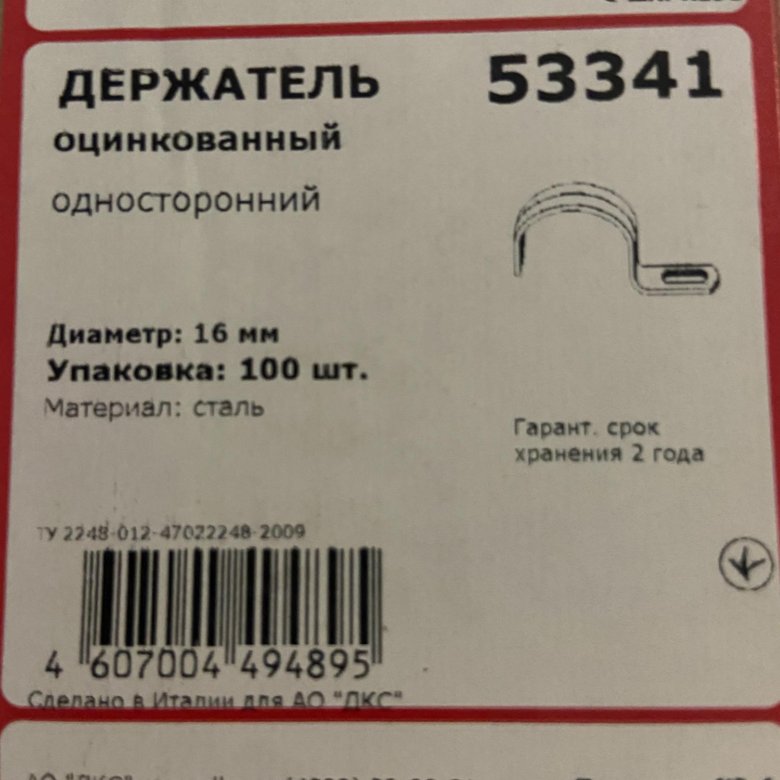 ДЕРЖАТЕЛЬ 53341
оцинкованный
односторонний
Диаметр: 16 мм
Упаковка: 100 шт.
Материал: сталь
Гарант. срок
хранения 2 года
ТУ 2248-012-47022248-2009
4 607004 494895
Сделано в Италии для АО "ДКС"